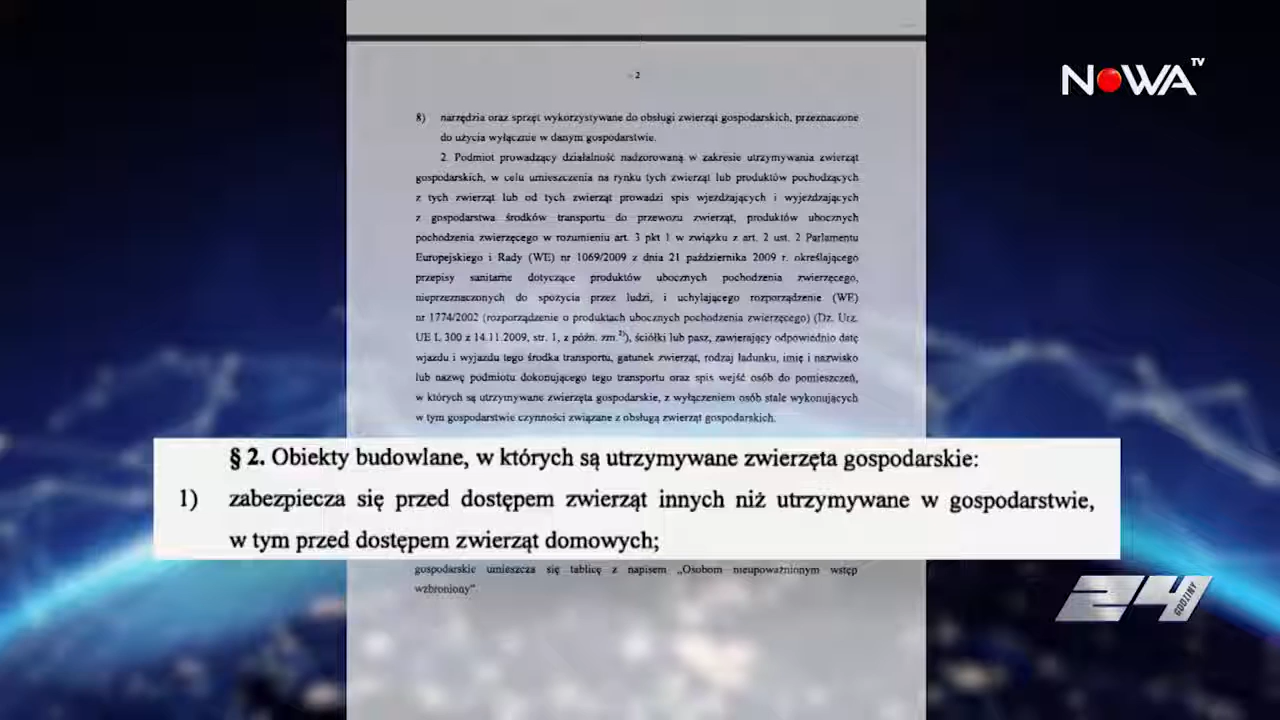 - 2
NOWA TV
8) narzędzia oraz sprzęt wykorzystywane do obsługi zwierząt gospodarskich, przeznaczone
do użycia wyłącznie w danym gospodarstwie.
2. Podmiot prowadzący działalność nadzorowaną w zakresie utrzymywania zwierząt
gospodarskich, w celu umieszczenia na rynku tych zwierząt lub produktów pochodzących
z tych zwierząt lub od tych zwierząt prowadzi spis wjeżdżających i wyjeżdżających
z gospodarstwa środków transportu do przewozu zwierząt, produktów ubocznych
pochodzenia zwierzęcego w rozumieniu art. 3 pkt 1 w związku z art. 2 ust. 2 Parlamentu
Europejskiego i Rady (WE) nr 1069/2009 z dnia 21 października 2009 r. określającego
przepisy sanitarne dotyczące produktów ubocznych pochodzenia zwierzęcego,
nieprzeznaczonych do spożycia przez ludzi, i uchylającego rozporządzenie (WE)
nr 1774/2002 (rozporządzenie o produktach ubocznych pochodzenia zwierzęcego) (Dz. Urz.
UE L 300 z 14.11.2009, str. 1, z późn. zm.²⁾), ściółki lub pasz, zawierający odpowiednio datę
wjazdu i wyjazdu tego środka transportu, gatunek zwierząt, rodzaj ładunku, imię i nazwisko
lub nazwę podmiotu dokonującego tego transportu oraz spis wejść osób do pomieszczeń,
w których są utrzymywane zwierzęta gospodarskie, z wyłączeniem osób stale wykonujących
w tym gospodarstwie czynności związane z obsługą zwierząt gospodarskich.
§ 2. Obiekty budowlane, w których są utrzymywane zwierzęta gospodarskie:
1) zabezpiecza się przed dostępem zwierząt innych niż utrzymywane w gospodarstwie,
w tym przed dostępem zwierząt domowych;
gospodarskie umieszcza się tablicę z napisem „Osobom nieupoważnionym wstęp
wzbroniony"
24 GODZINY